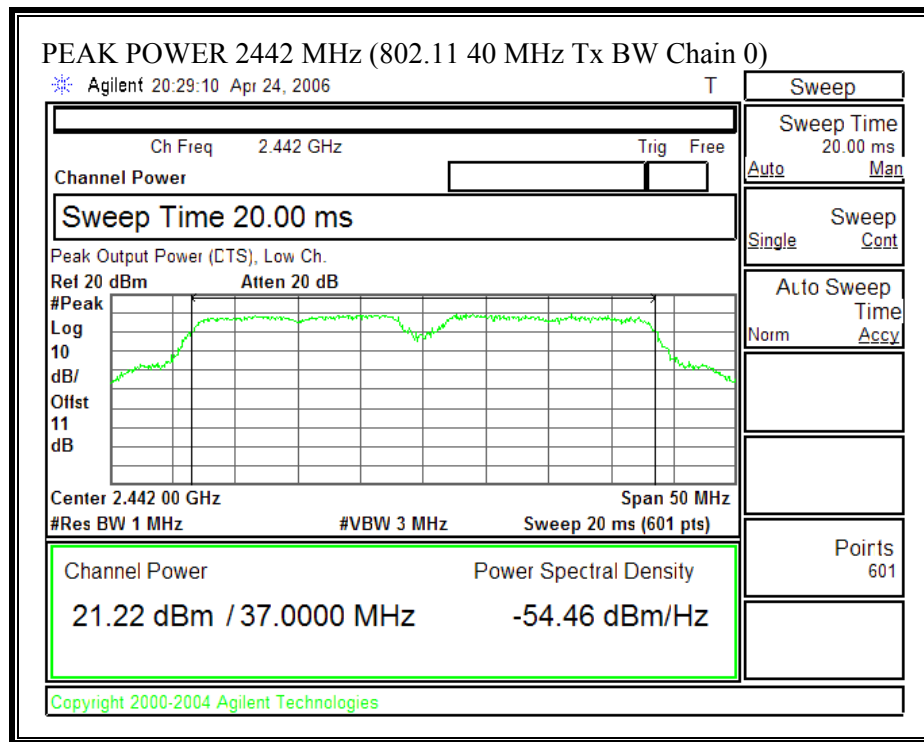 PEAK POWER 2442 MHz (802.11 40 MHz Tx BW Chain 0)
Agilent 20:29:10 Apr 24, 2006 T
Ch Freq 2.442 GHz Trig Free
Channel Power
Sweep Time 20.00 ms
Peak Output Power (DTS), Low Ch.
Ref 20 dBm Atten 20 dB
#Peak
Log
10
dB/
Offst
11
dB
Center 2.442 00 GHz Span 50 MHz
#Res BW 1 MHz #VBW 3 MHz Sweep 20 ms (601 pts)
Channel Power Power Spectral Density
21.22 dBm / 37.0000 MHz -54.46 dBm/Hz
Copyright 2000-2004 Agilent Technologies
Sweep
Sweep Time
20.00 ms
Auto Man
Sweep
Single Cont
Auto Sweep
Time
Norm Accy
Points
601